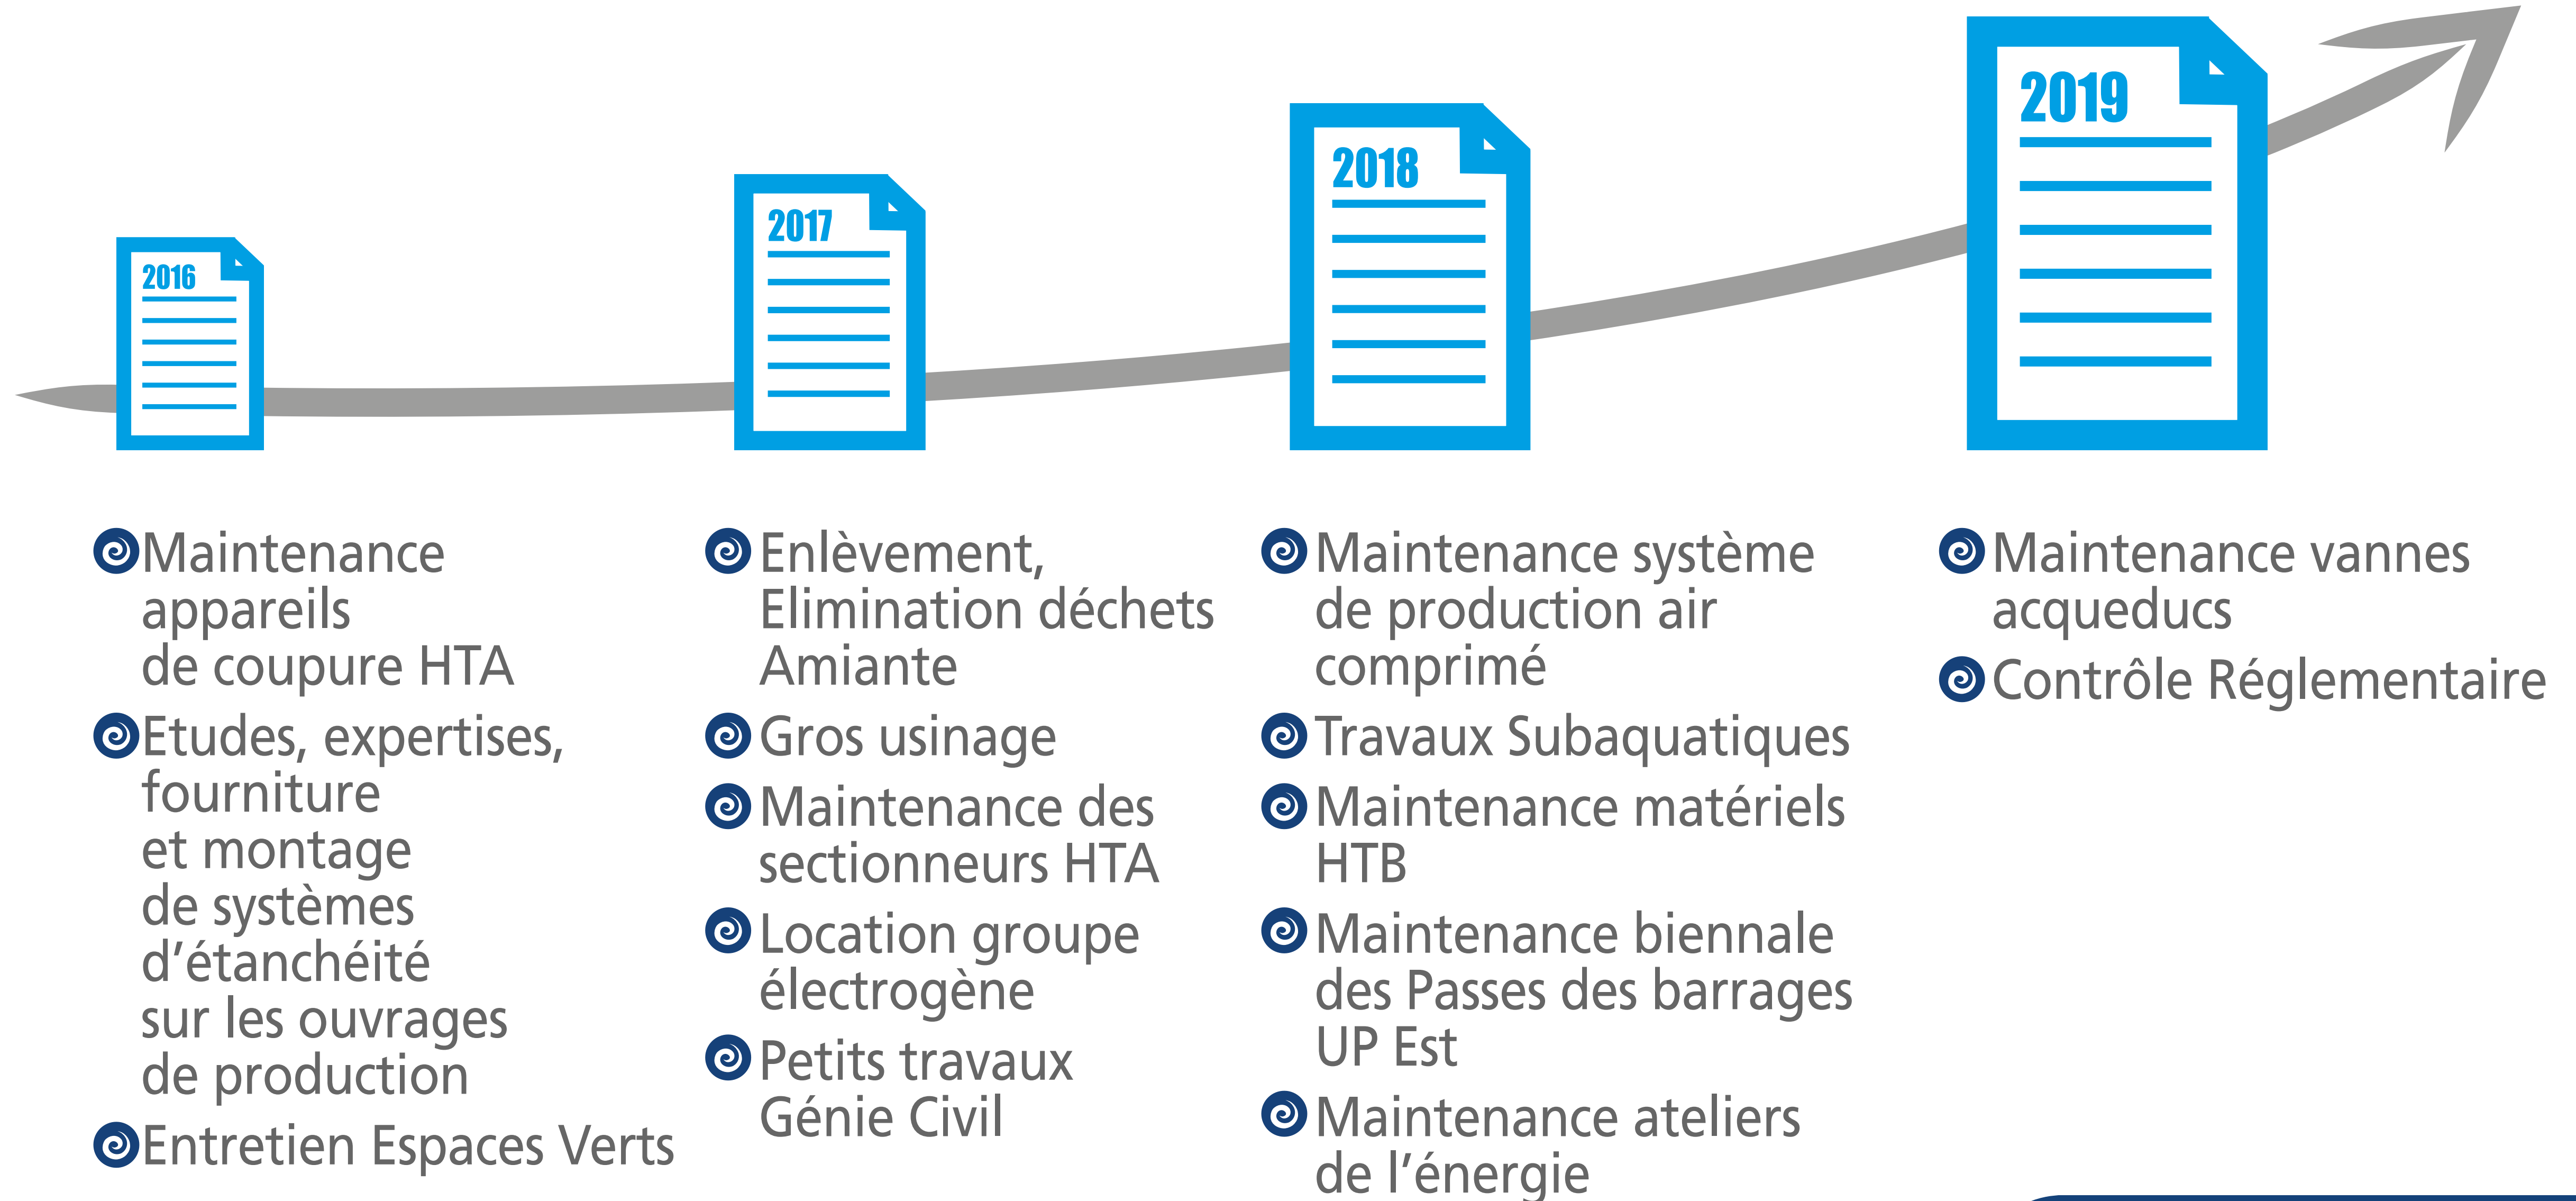 2016
2017
2018
2019
Maintenance
appareils
de coupure HTA
Etudes, expertises,
fourniture
et montage
de systèmes
d’étanchéité
sur les ouvrages
de production
Entretien Espaces Verts
Enlèvement,
Elimination déchets
Amiante
Gros usinage
Maintenance des
sectionneurs HTA
Location groupe
électrogène
Petits travaux
Génie Civil
Maintenance système
de production air
comprimé
Travaux Subaquatiques
Maintenance matériels
HTB
Maintenance biennale
des Passes des barrages
UP Est
Maintenance ateliers
de l’énergie
Maintenance vannes
acqueducs
Contrôle Réglementaire